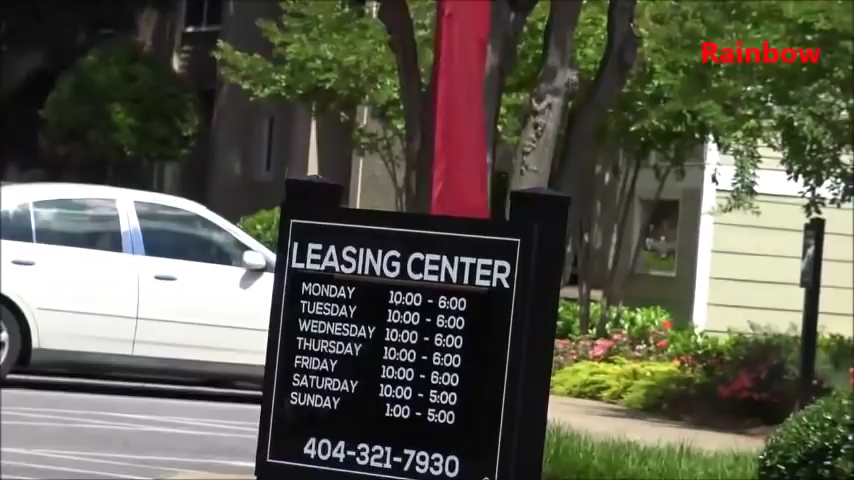 Rainbow
LEASING CENTER
MONDAY 10:00 - 6:00
TUESDAY 10:00 - 6:00
WEDNESDAY 10:00 - 6:00
THURSDAY 10:00 - 6:00
FRIDAY 10:00 - 6:00
SATURDAY 10:00 - 5:00
SUNDAY 1:00 - 5:00
404-321-7930